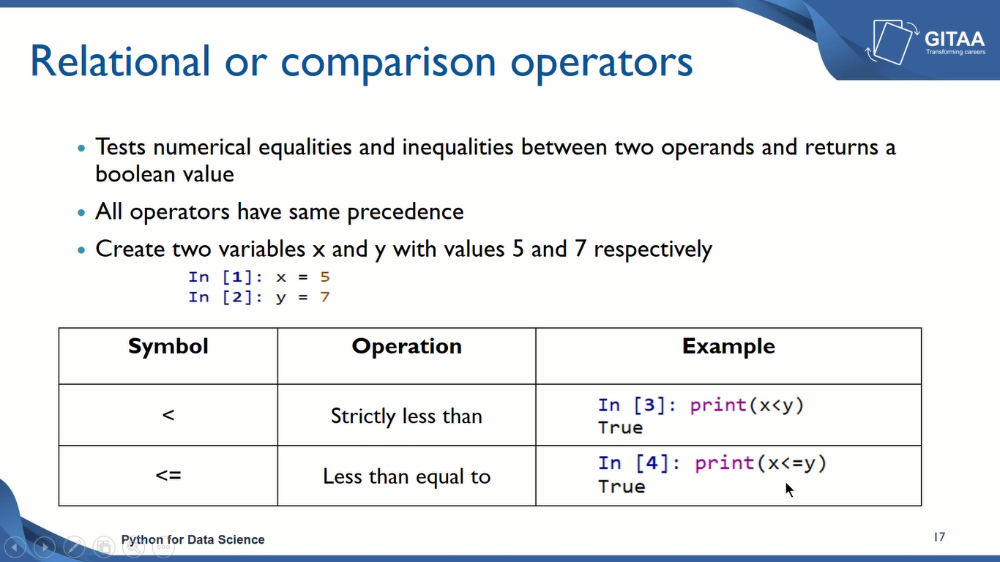 Relational or comparison operators
GITAA
Transforming careers
• Tests numerical equalities and inequalities between two operands and returns a
boolean value
• All operators have same precedence
• Create two variables x and y with values 5 and 7 respectively
In [1]: x = 5
In [2]: y = 7
Symbol Operation Example
< Strictly less than In [3]: print(x<y)
True
<= Less than equal to In [4]: print(x<=y)
True
Python for Data Science
17